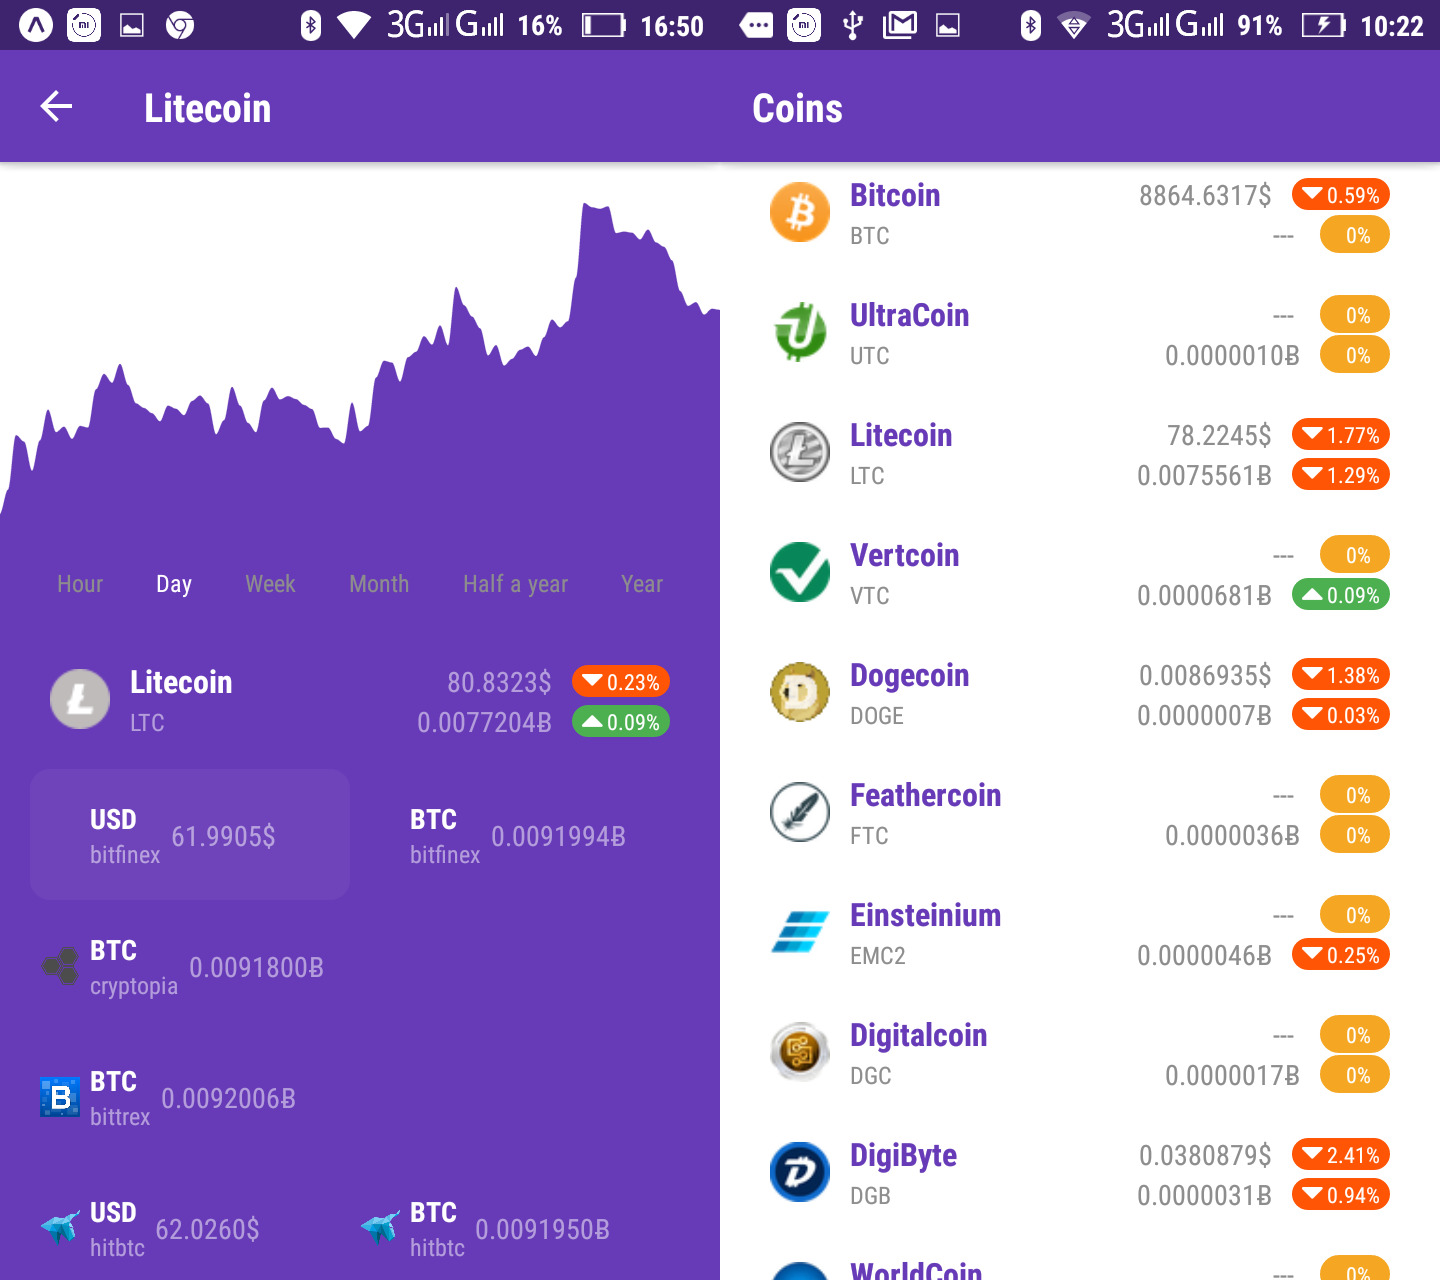 3G G 16% 16:50
Litecoin
Hour Day Week Month Half a year Year
Litecoin 80.8323$ 0.23%
LTC 0.0077204Ƀ 0.09%
USD
bitfinex 61.9905$
BTC
bitfinex 0.0091994Ƀ
BTC
cryptopia 0.0091800Ƀ
BTC
bittrex 0.0092006Ƀ
USD
hitbtc 62.0260$
BTC
hitbtc 0.0091950Ƀ
3G G 91% 10:22
Coins
Bitcoin 8864.6317$ 0.59%
BTC --- 0%
UltraCoin --- 0%
UTC 0.0000010Ƀ 0%
Litecoin 78.2245$ 1.77%
LTC 0.0075561Ƀ 1.29%
Vertcoin --- 0%
VTC 0.0000681Ƀ 0.09%
Dogecoin 0.0086935$ 1.38%
DOGE 0.0000007Ƀ 0.03%
Feathercoin --- 0%
FTC 0.0000036Ƀ 0%
Einsteinium --- 0%
EMC2 0.0000046Ƀ 0.25%
Digitalcoin --- 0%
DGC 0.0000017Ƀ 0%
DigiByte 0.0380879$ 2.41%
DGB 0.0000031Ƀ 0.94%
WorldCoin --- 0%